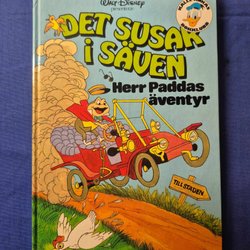 WALT DISNEY
DET SUSAR
I SÄVEN
Herr Paddas
äventyr
TILL STADEN